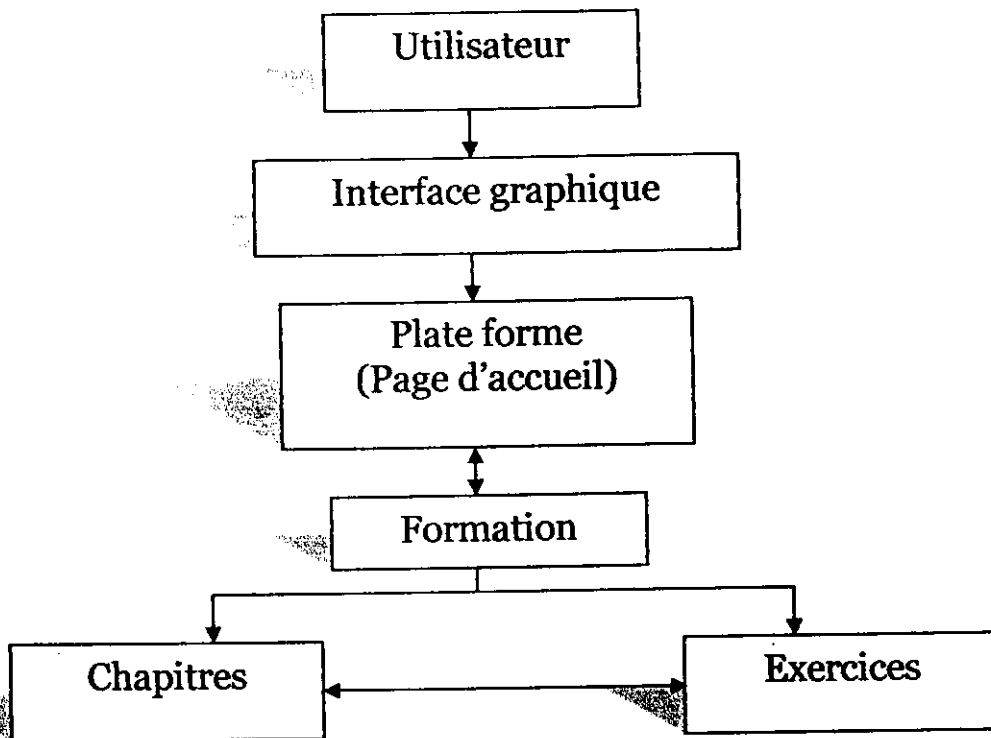 Utilisateur
Interface graphique
Plate forme
(Page d'accueil)
Formation
Chapitres
Exercices